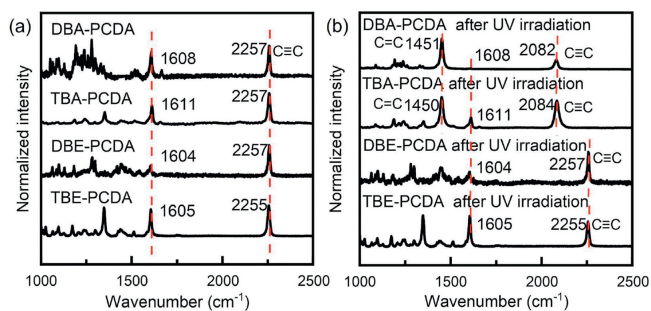 (a)
Normalized intensity
DBA-PCDA
1608
2257 C≡C
TBA-PCDA
1611
2257
DBE-PCDA
1604
2257
TBE-PCDA
1605
2255
1000 1500 2000 2500
Wavenumber (cm⁻¹)
(b)
Normalized intensity
DBA-PCDA after UV irradiation
C=C 1451
1608
2082 C≡C
TBA-PCDA after UV irradiation
C=C 1450
1611
2084 C≡C
DBE-PCDA after UV irradiation
1604
2257 C≡C
TBE-PCDA after UV irradiation
1605
2255 C≡C
1000 1500 2000 2500
Wavenumber (cm⁻¹)